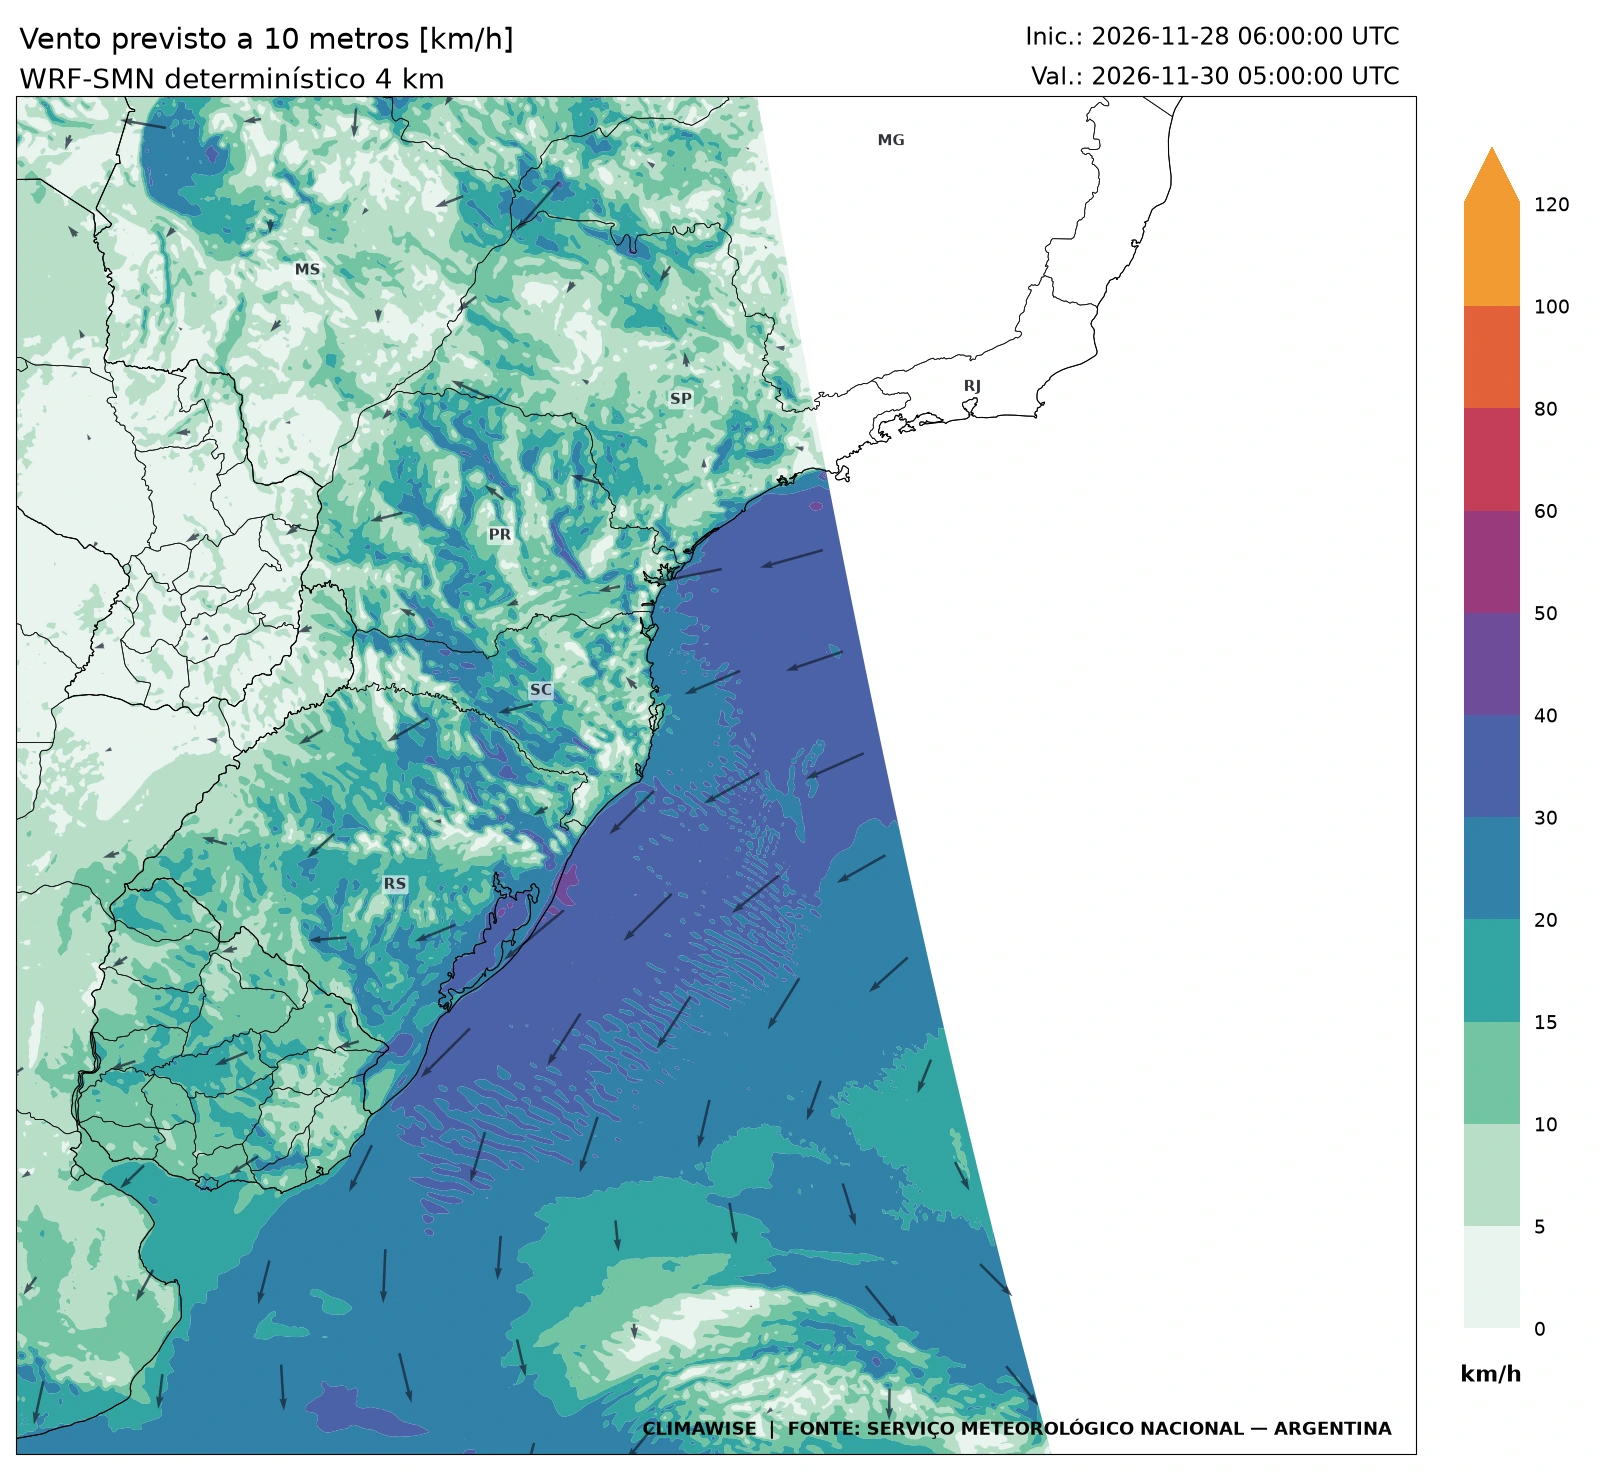 Vento previsto a 10 metros [km/h]
WRF-SMN determinístico 4 km
Inic.: 2026-11-28 06:00:00 UTC
Val.: 2026-11-30 05:00:00 UTC
MG
MS
RJ
SP
PR
SC
RS
120
100
80
60
50
40
30
20
15
10
5
0
km/h
CLIMAWISE | FONTE: SERVIÇO METEOROLÓGICO NACIONAL — ARGENTINA